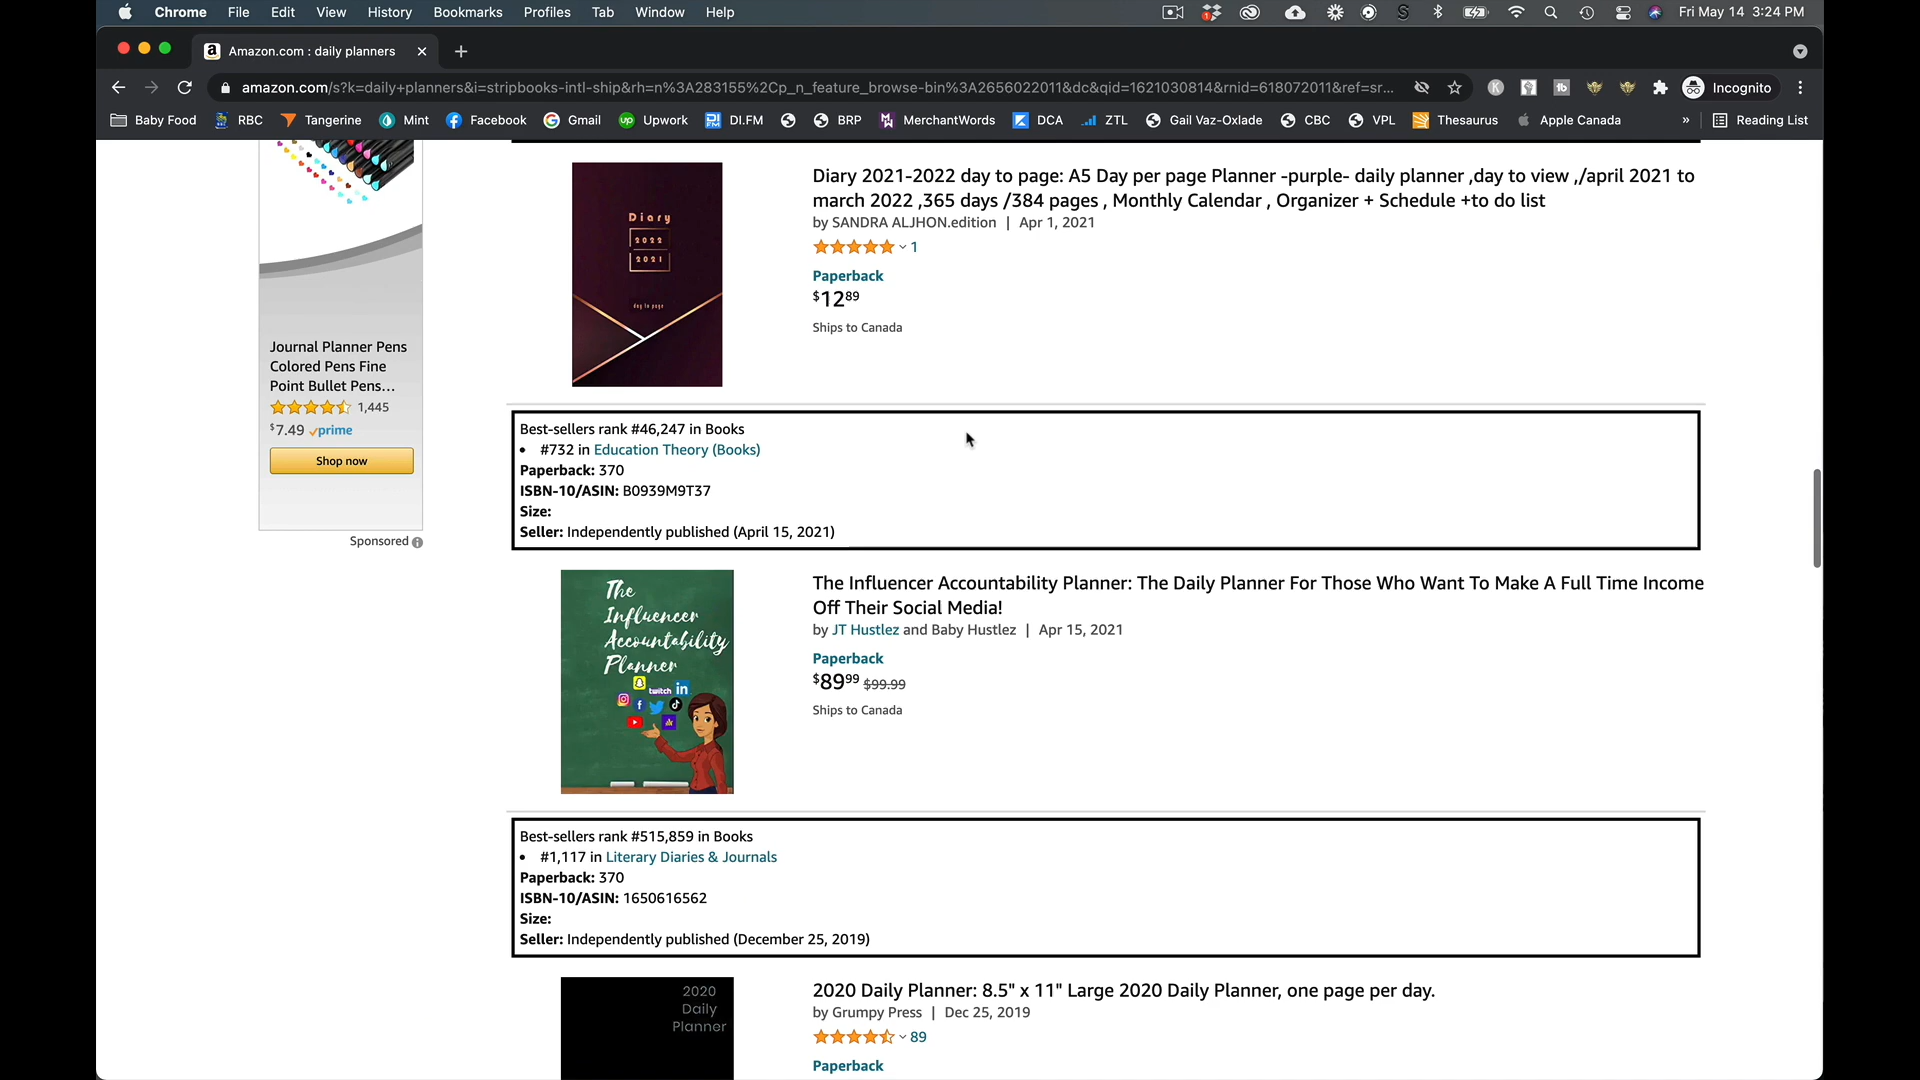 Chrome File Edit View History Bookmarks Profiles Tab Window Help
Fri May 14 3:24 PM
Amazon.com : daily planners
amazon.com/s?k=daily+planners&i=stripbooks-intl-ship&rh=n%3A283155%2Cp_n_feature_browse-bin%3A2656022011&dc&qid=1621030814&rnid=618072011&ref=sr...
Incognito
Baby Food RBC Tangerine Mint Facebook Gmail Upwork DI.FM BRP MerchantWords DCA ZTL Gail Vaz-Oxlade CBC VPL Thesaurus Apple Canada » Reading List
Diary
2022
2021
day to page
Diary 2021-2022 day to page: A5 Day per page Planner -purple- daily planner ,day to view ,/april 2021 to
march 2022 ,365 days /384 pages , Monthly Calendar , Organizer + Schedule +to do list
by SANDRA ALJHON.edition | Apr 1, 2021
1
Paperback
$12 89
Ships to Canada
Journal Planner Pens
Colored Pens Fine
Point Bullet Pens...
1,445
$7.49 prime
Shop now
Sponsored
Best-sellers rank #46,247 in Books
• #732 in Education Theory (Books)
Paperback: 370
ISBN-10/ASIN: B0939M9T37
Size:
Seller: Independently published (April 15, 2021)
The
Influencer
Accountability
Planner
twitch in
The Influencer Accountability Planner: The Daily Planner For Those Who Want To Make A Full Time Income
Off Their Social Media!
by JT Hustlez and Baby Hustlez | Apr 15, 2021
Paperback
$89 99 $99.99
Ships to Canada
Best-sellers rank #515,859 in Books
• #1,117 in Literary Diaries & Journals
Paperback: 370
ISBN-10/ASIN: 1650616562
Size:
Seller: Independently published (December 25, 2019)
2020
Daily
Planner
2020 Daily Planner: 8.5" x 11" Large 2020 Daily Planner, one page per day.
by Grumpy Press | Dec 25, 2019
89
Paperback